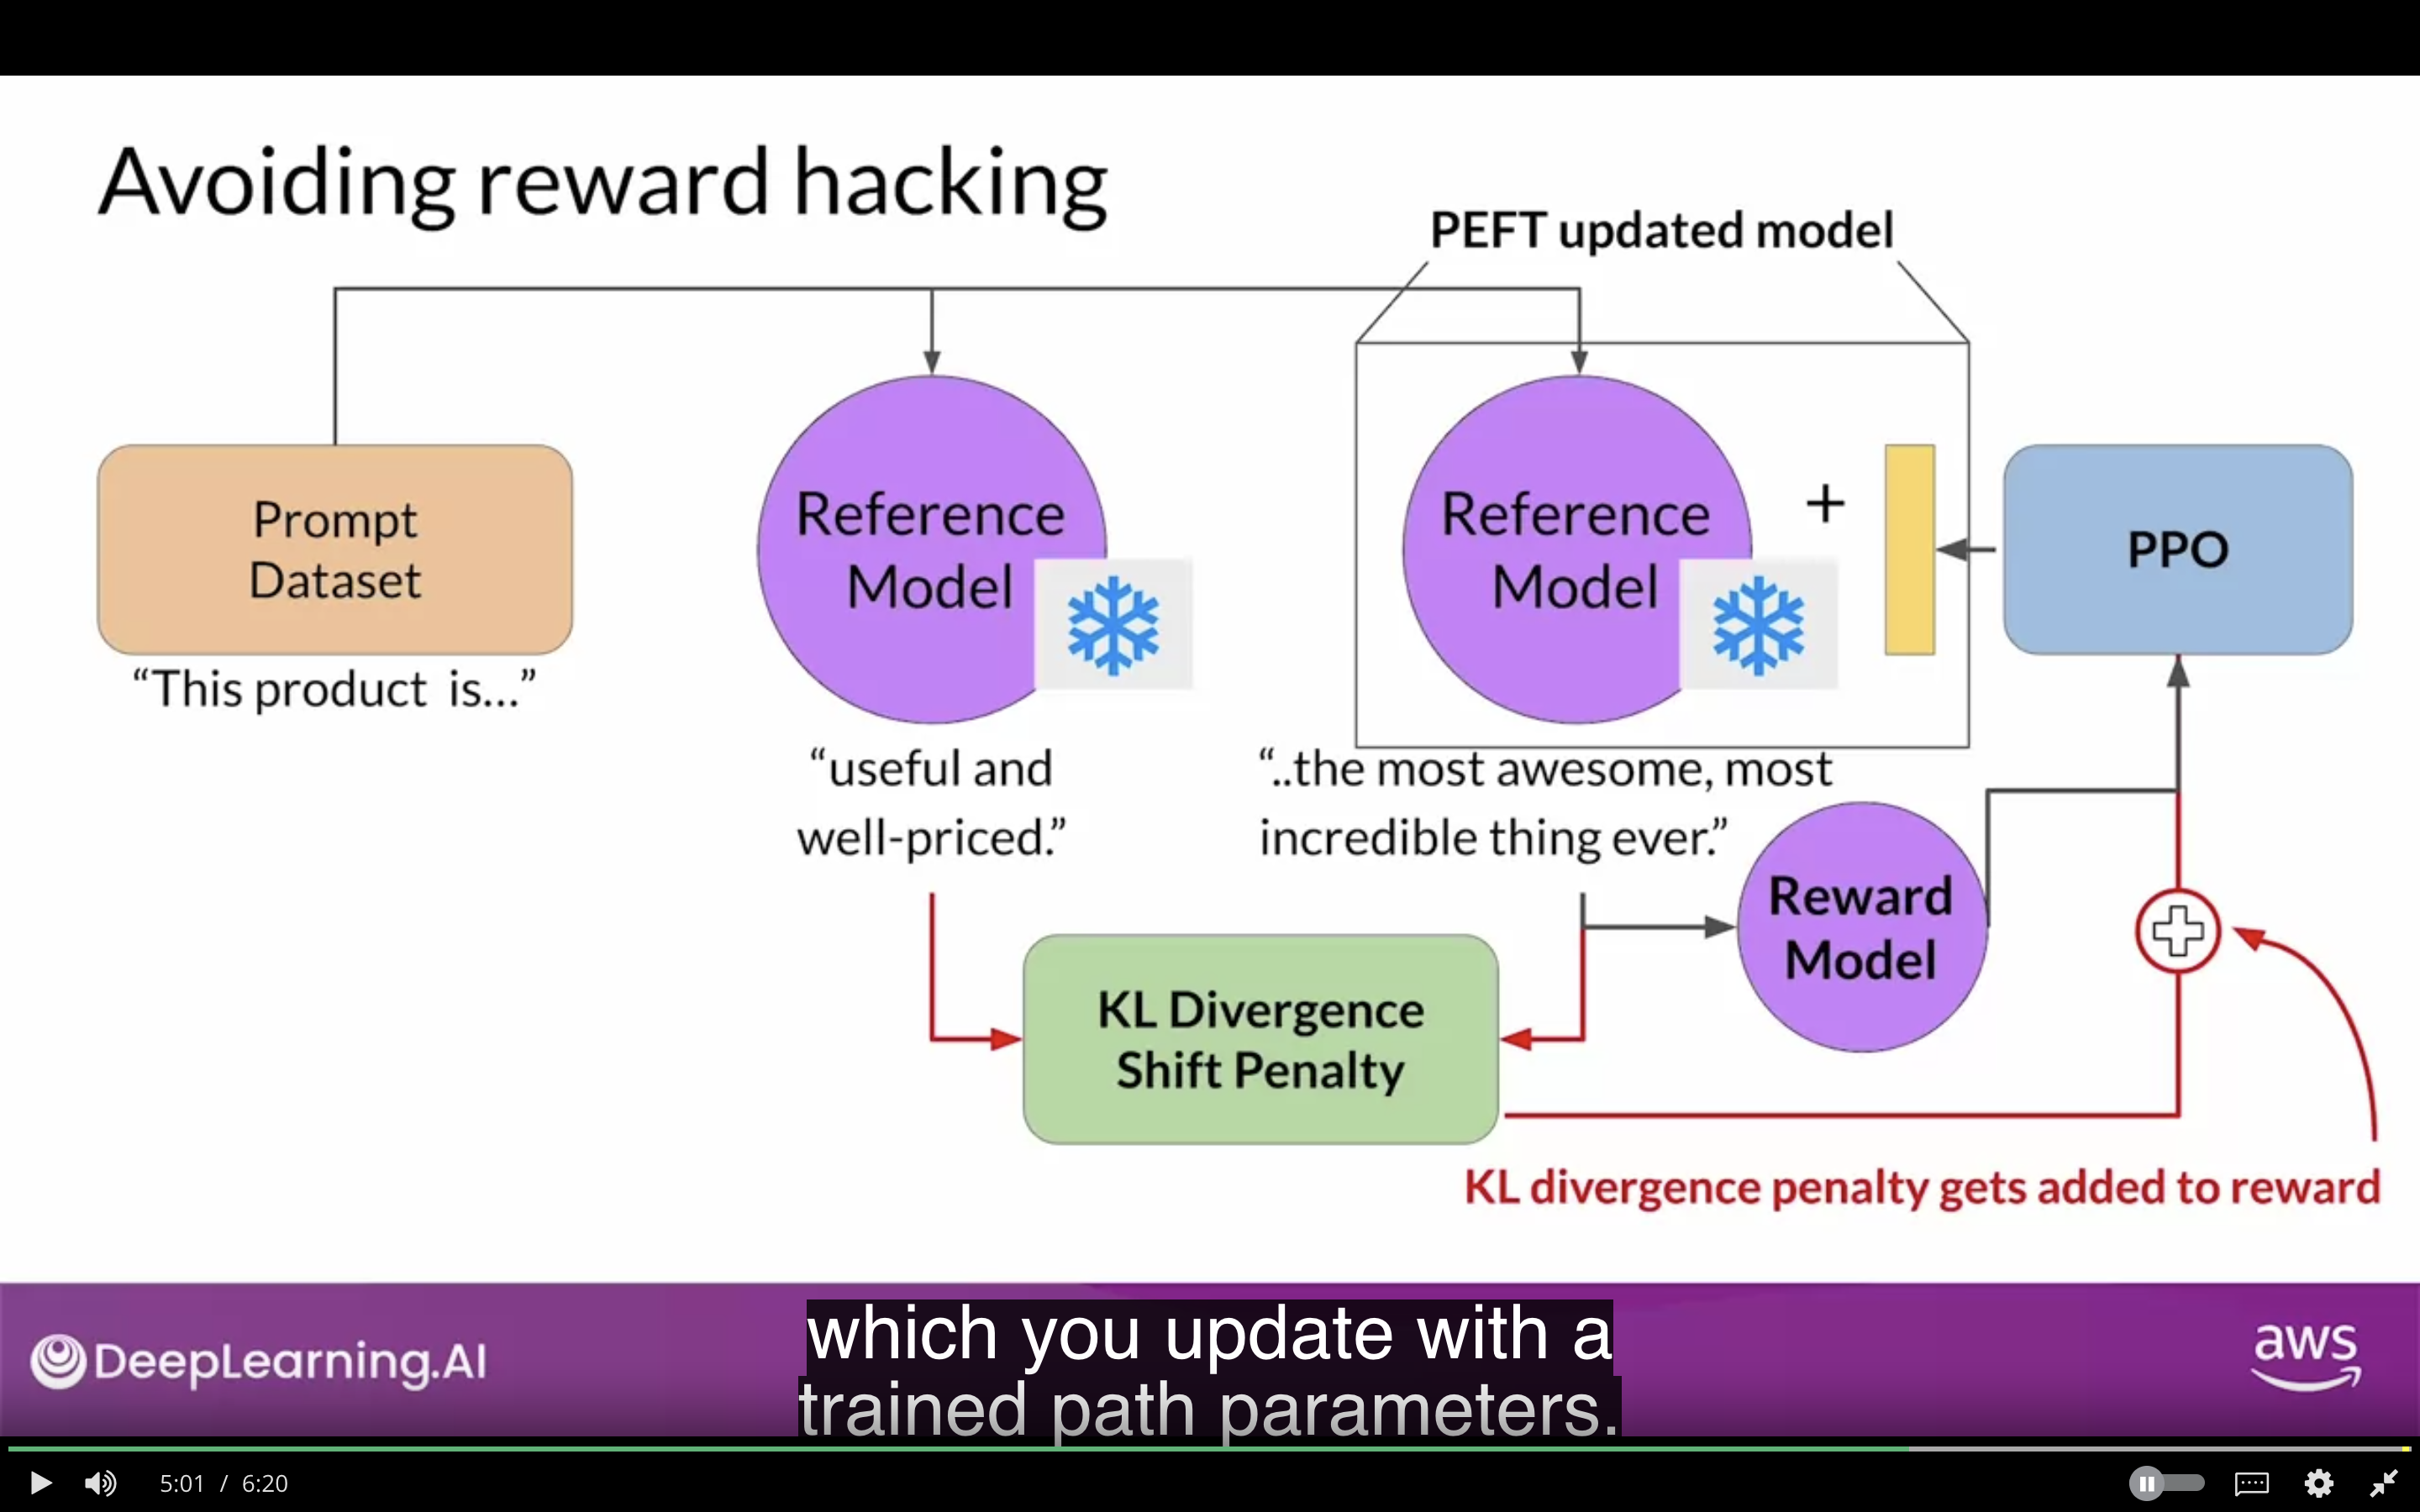 Avoiding reward hacking
PEFT updated model
Prompt
Dataset
“This product is...”
Reference
Model
“useful and
well-priced.”
Reference
Model
+
“..the most awesome, most
incredible thing ever.”
PPO
Reward
Model
KL Divergence
Shift Penalty
KL divergence penalty gets added to reward
DeepLearning.AI
which you update with a
trained path parameters.
aws
5:01 / 6:20